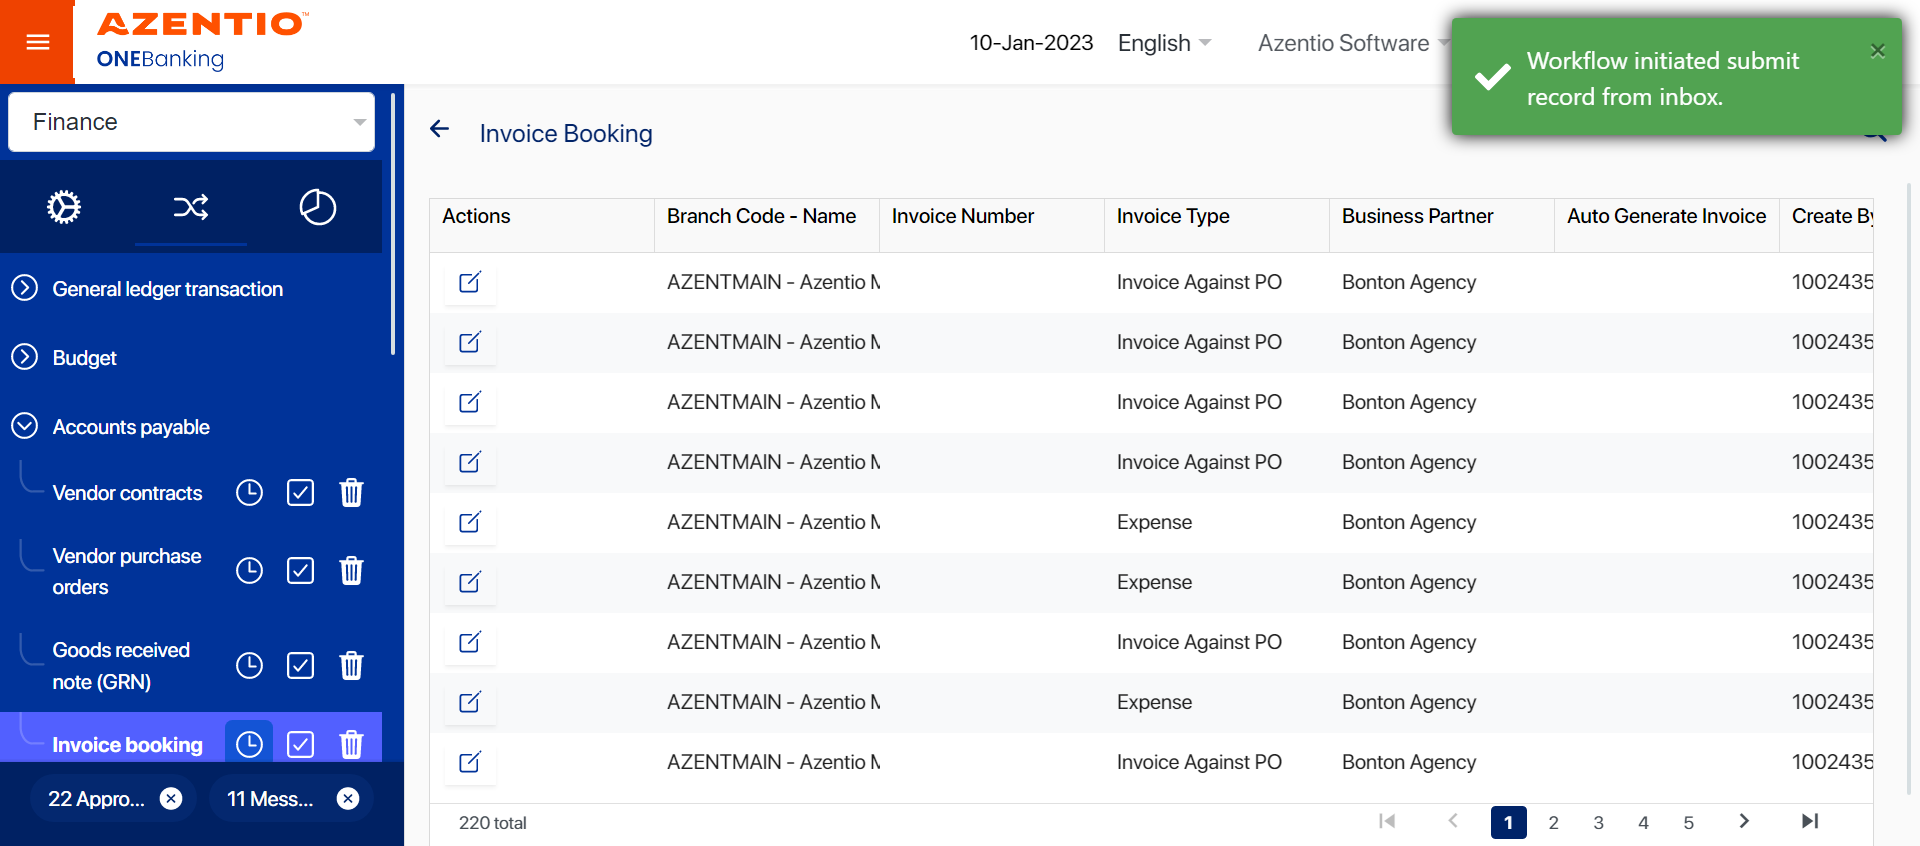 AZENTIO™
ONEBanking
10-Jan-2023 English Azentio Software
Workflow initiated submit
record from inbox.
×
Finance
Invoice Booking
General ledger transaction
Budget
Accounts payable
Vendor contracts
Vendor purchase
orders
Goods received
note (GRN)
Invoice booking
22 Appro...
11 Mess...
Actions Branch Code - Name Invoice Number Invoice Type Business Partner Auto Generate Invoice Create By
AZENTMAIN - Azentio M Invoice Against PO Bonton Agency 1002435
AZENTMAIN - Azentio M Invoice Against PO Bonton Agency 1002435
AZENTMAIN - Azentio M Invoice Against PO Bonton Agency 1002435
AZENTMAIN - Azentio M Invoice Against PO Bonton Agency 1002435
AZENTMAIN - Azentio M Expense Bonton Agency 1002435
AZENTMAIN - Azentio M Expense Bonton Agency 1002435
AZENTMAIN - Azentio M Invoice Against PO Bonton Agency 1002435
AZENTMAIN - Azentio M Expense Bonton Agency 1002435
AZENTMAIN - Azentio M Invoice Against PO Bonton Agency 1002435
220 total
1 2 3 4 5